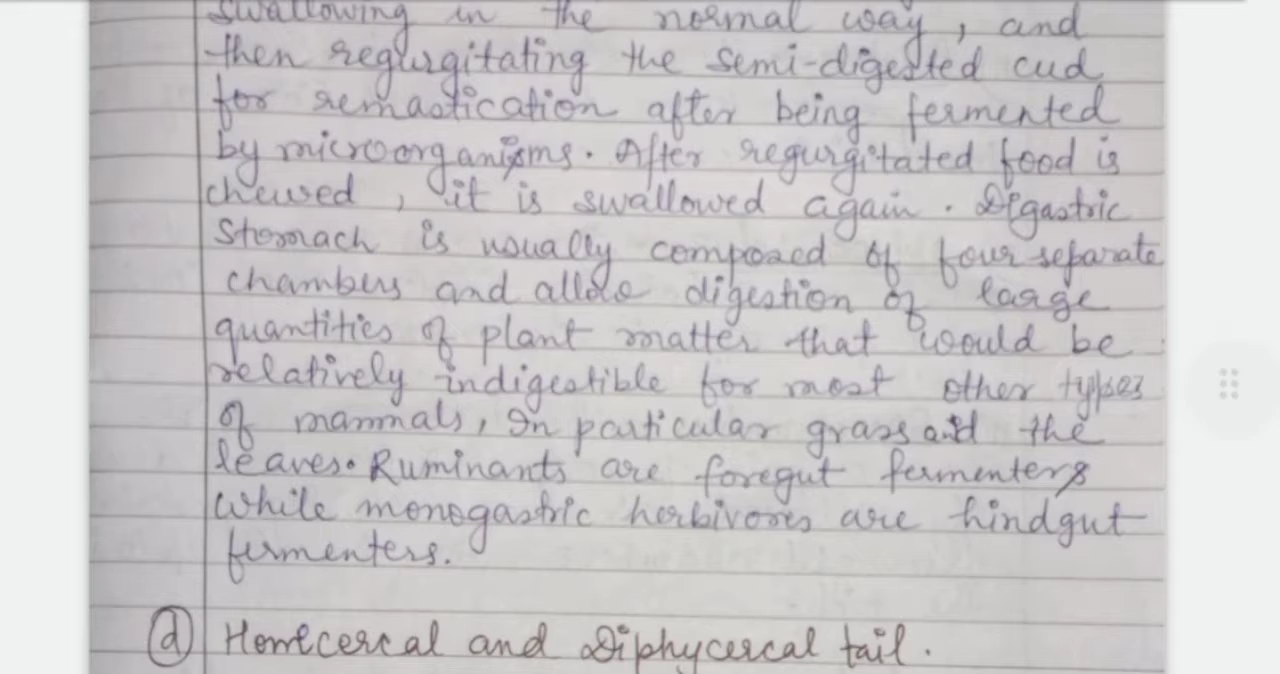 swallowing in the normal way, and
then regurgitating the semi-digested cud
for remastication after being fermented
by microorganisms. After regurgitated food is
chewed, it is swallowed again. Digastric
Stomach is usually composed of four separate
chambers and allow digestion of large
quantities of plant matter that would be
relatively indigestible for most other types
of mammals, In particular grass and the
leaves. Ruminants are foregut fermenters
while monogastric herbivores are hindgut
fermenters.
d Homocercal and Diphycercal tail.